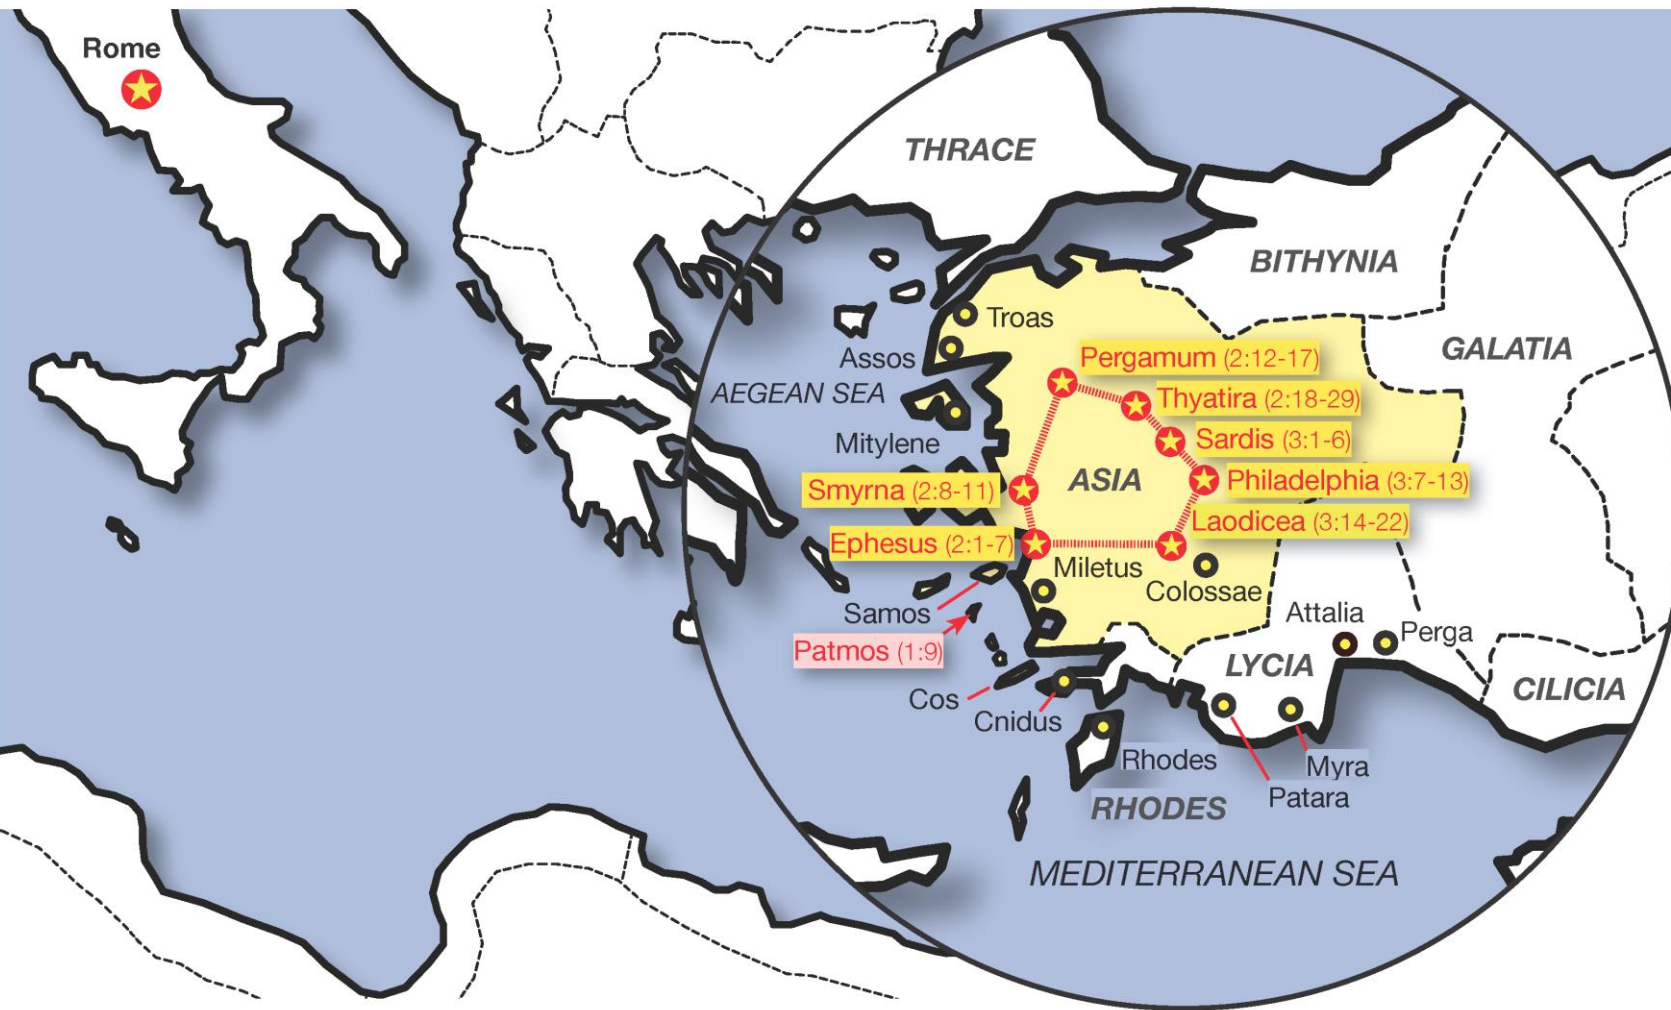 Rome
THRACE
BITHYNIA
GALATIA
Troas
Assos
Pergamum (2:12-17)
AEGEAN SEA
Thyatira (2:18-29)
Mitylene
Sardis (3:1-6)
ASIA
Philadelphia (3:7-13)
Smyrna (2:8-11)
Laodicea (3:14-22)
Ephesus (2:1-7)
Miletus
Colossae
Samos
Attalia
Perga
Patmos (1:9)
LYCIA
CILICIA
Cos
Cnidus
Rhodes
Myra
Patara
RHODES
MEDITERRANEAN SEA